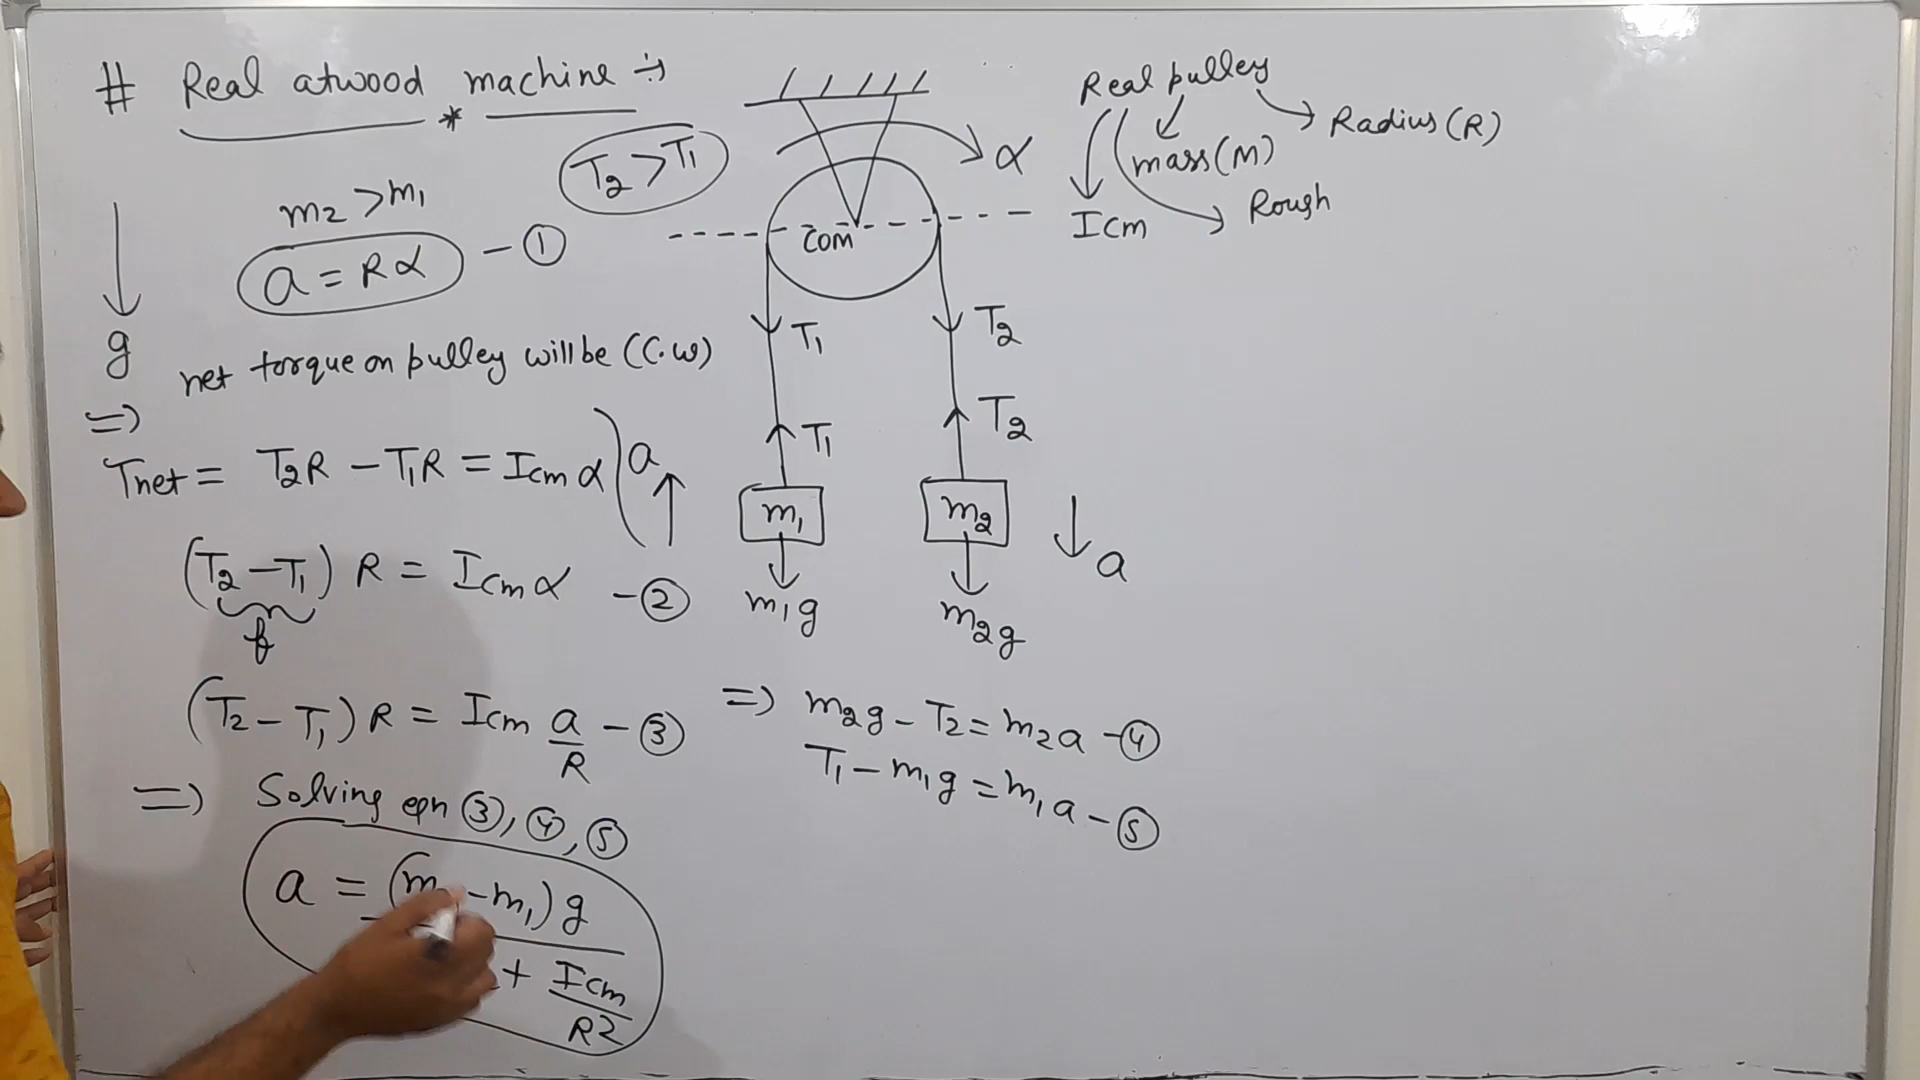 # Real atwood machine :-
*
m2 > m1
T2 > T1
a = Rα - ①
g
net torque on pulley will be (C.W)
=>
Tnet = T2R - T1R = Icm α
(T2 - T1) R = Icm α - ②
f
(T2 - T1) R = Icm a/R - ③
=> Solving eqn ③, ④, ⑤
a = (m - m1) g
+ Icm/R2
α
COM
T1
T2
T1
T2
a
m1
m2
a
m1g
m2g
=> m2g - T2 = m2a - ④
T1 - m1g = m1a - ⑤
Real pulley
Radius (R)
mass (M)
Icm
Rough